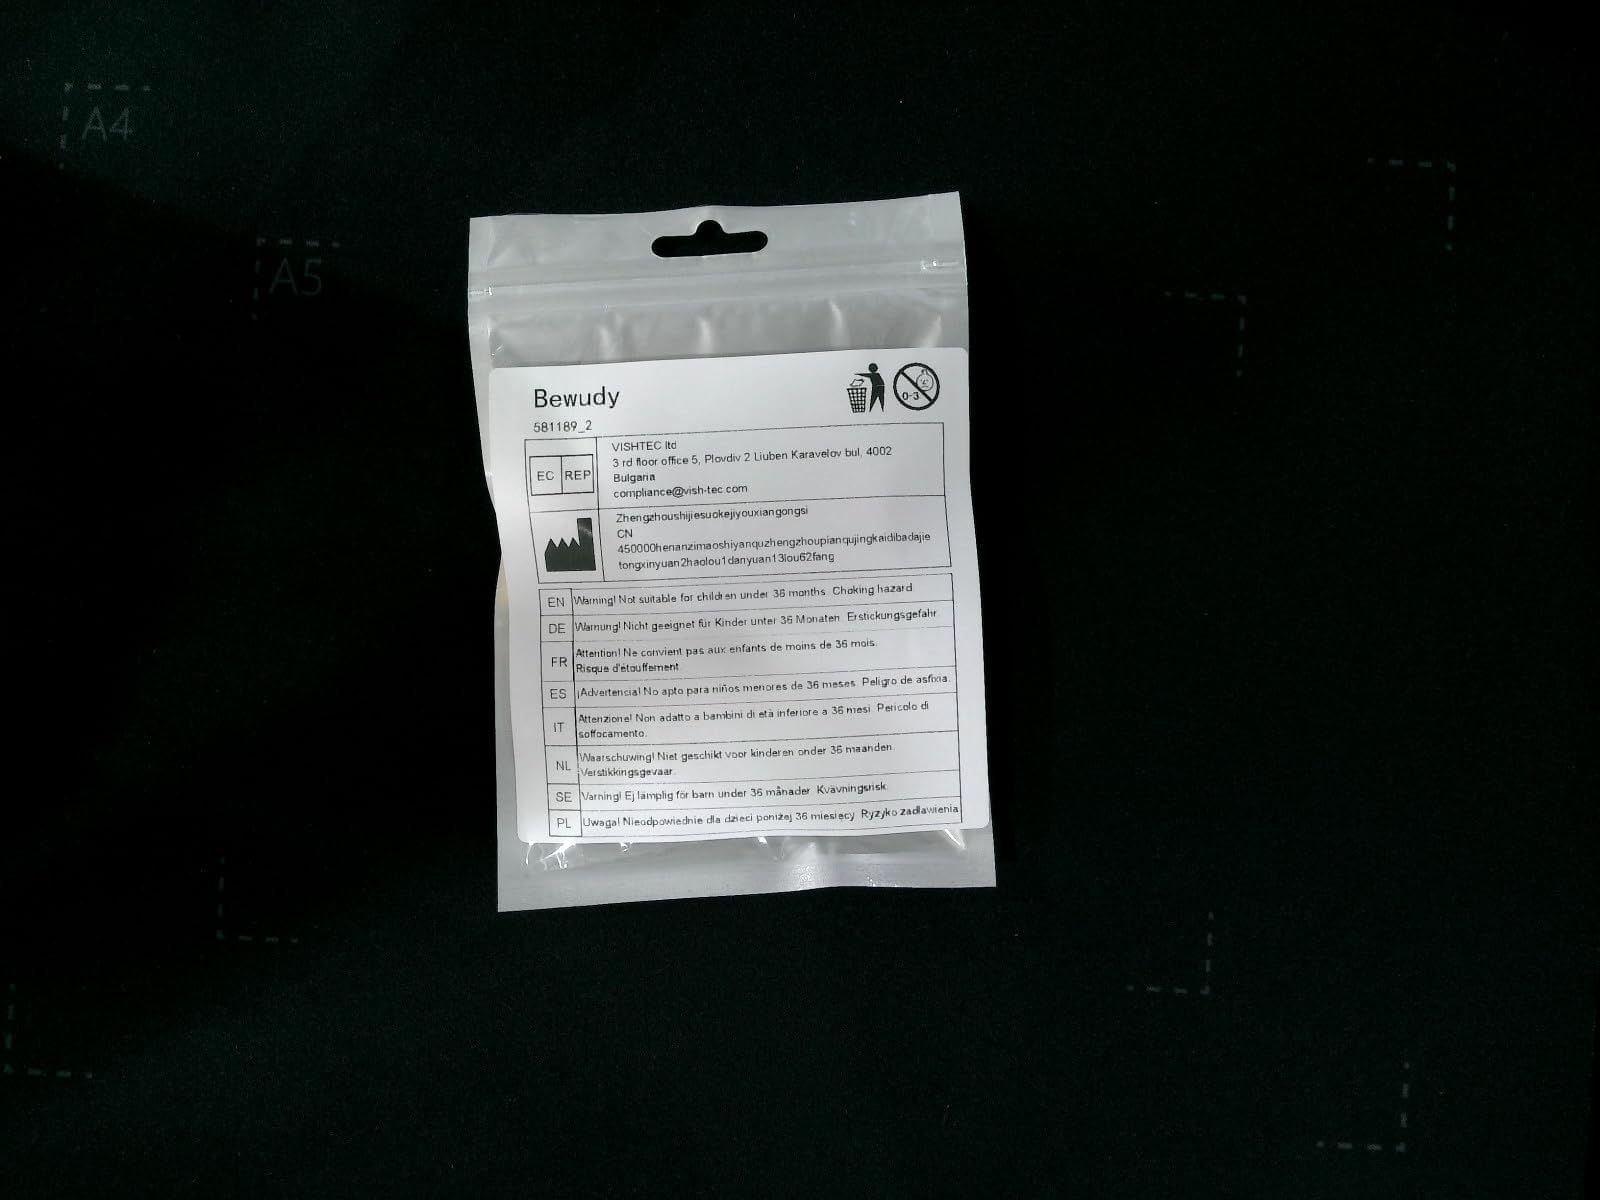 A4
A5
Bewudy
0-3
581189_2
EC REP
VISHTEC ltd
3 rd floor office 5, Plovdiv 2 Liuben Karavelov bul, 4002
Bulgaria
compliance@vish-tec.com
Zhengzhoushijiesuokejiyouxiangongsi
CN
450000henanzimaoshiyanquzhengzhoupianqujingkaidibadajie
tongxinyuan2haolou1danyuan13lou62fang
EN Warning! Not suitable for children under 36 months. Choking hazard
DE Warnung! Nicht geeignet für Kinder unter 36 Monaten. Erstickungsgefahr.
FR Attention! Ne convient pas aux enfants de moins de 36 mois.
Risque d'étouffement.
ES ¡Advertencia! No apto para niños menores de 36 meses. Peligro de asfixia.
IT Attenzione! Non adatto a bambini di età inferiore a 36 mesi. Pericolo di
soffocamento.
NL Waarschuwing! Niet geschikt voor kinderen onder 36 maanden.
Verstikkingsgevaar.
SE Varning! Ej lämplig för barn under 36 månader. Kvävningsrisk.
PL Uwaga! Nieodpowiednie dla dzieci poniżej 36 miesięcy. Ryzyko zadławienia